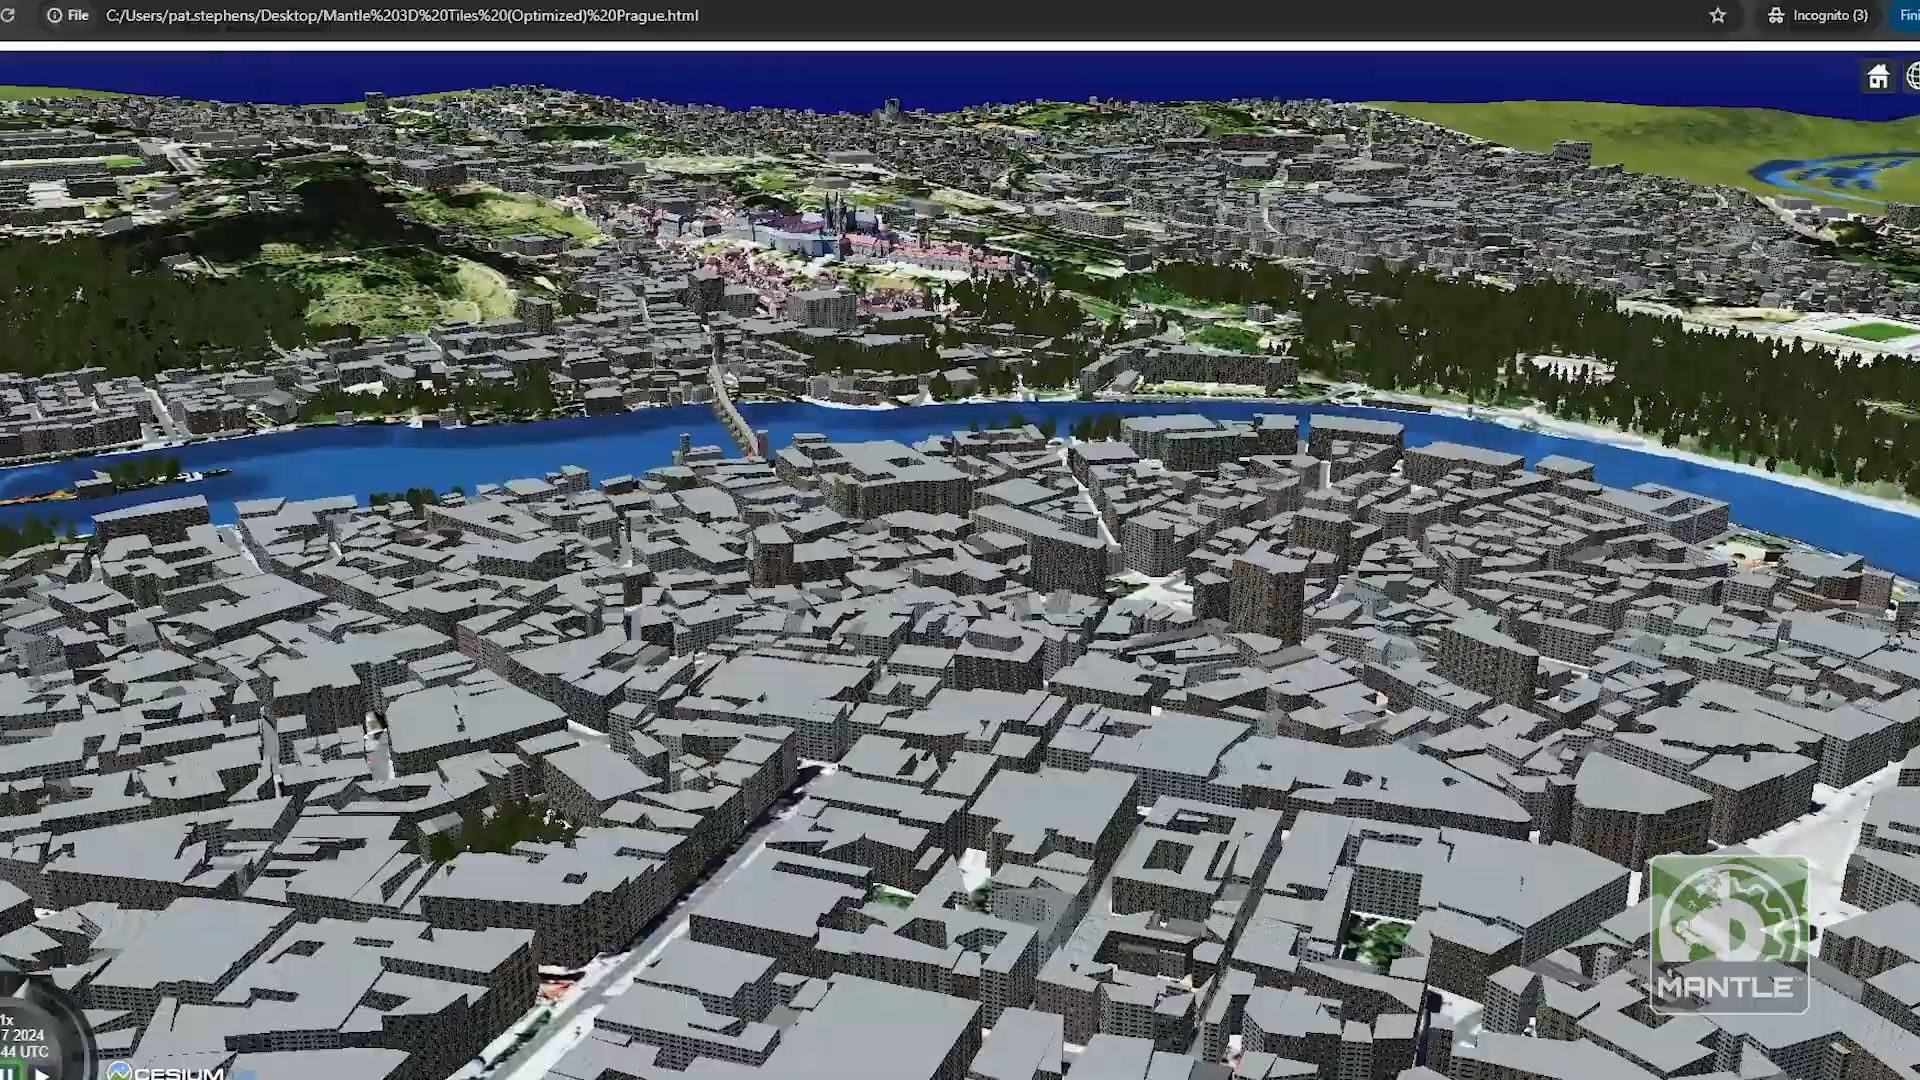 File
C:/Users/pat.stephens/Desktop/Mantle%203D%20Tiles%20(Optimized)%20Prague.html
Incognito (3)
MANTLE
1x
7 2024
44 UTC
CESIUM